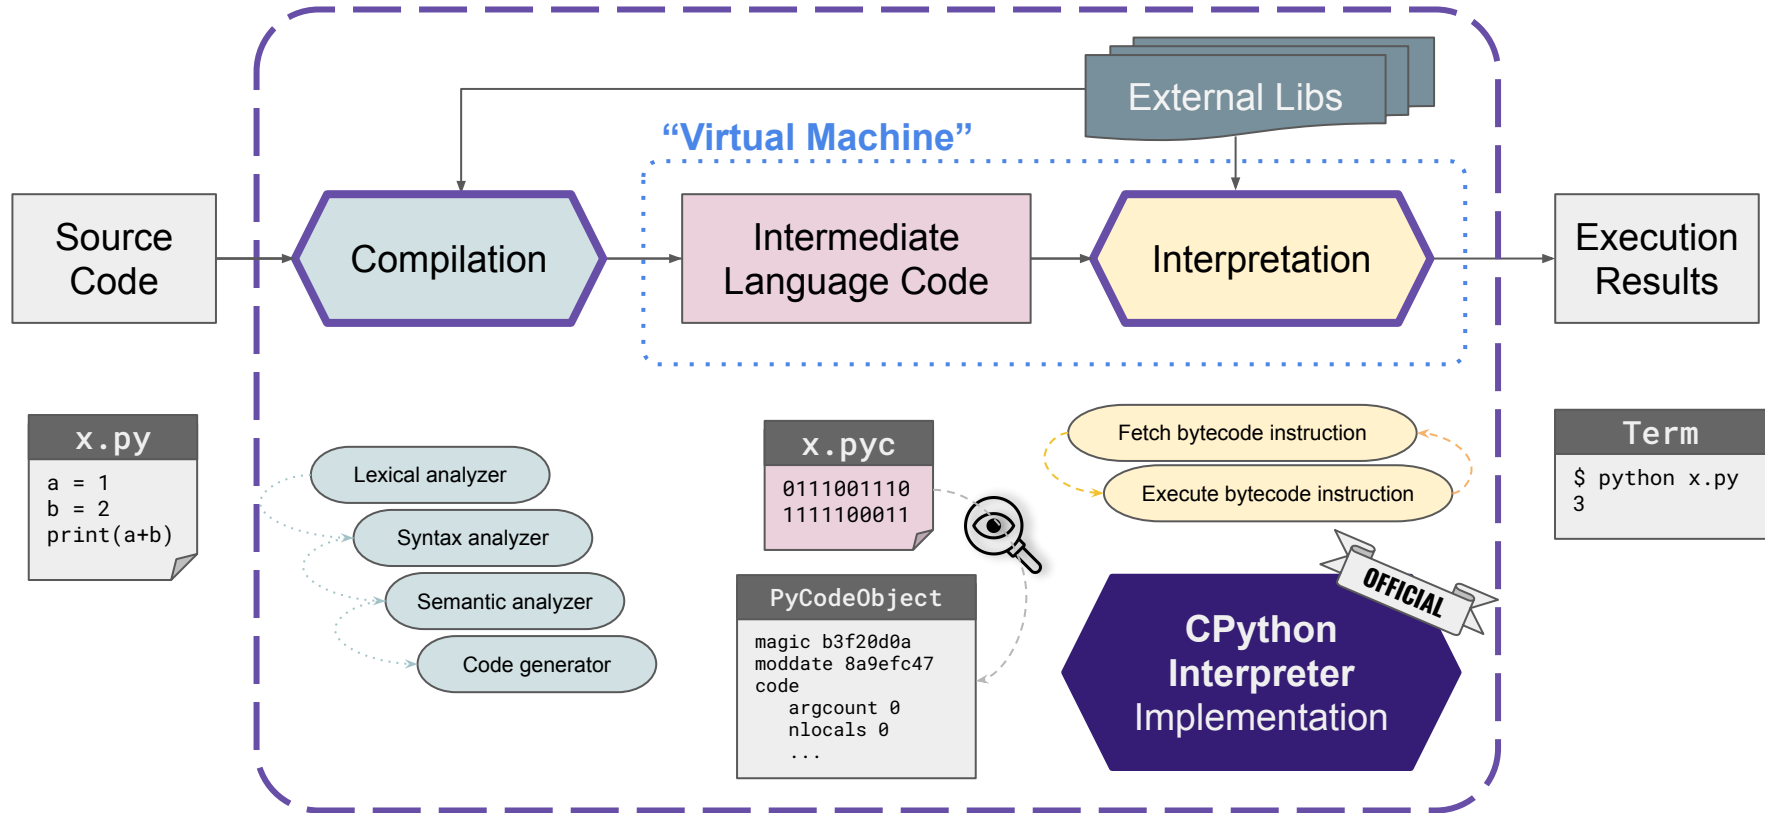 External Libs
“Virtual Machine”
Source
Code
Compilation
Intermediate
Language Code
Interpretation
Execution
Results
x.py
a = 1
b = 2
print(a+b)
Lexical analyzer
Syntax analyzer
Semantic analyzer
Code generator
x.pyc
0111001110
1111100011
PyCodeObject
magic b3f20d0a
moddate 8a9efc47
code
argcount 0
nlocals 0
...
Fetch bytecode instruction
Execute bytecode instruction
OFFICIAL
CPython
Interpreter
Implementation
Term
$ python x.py
3